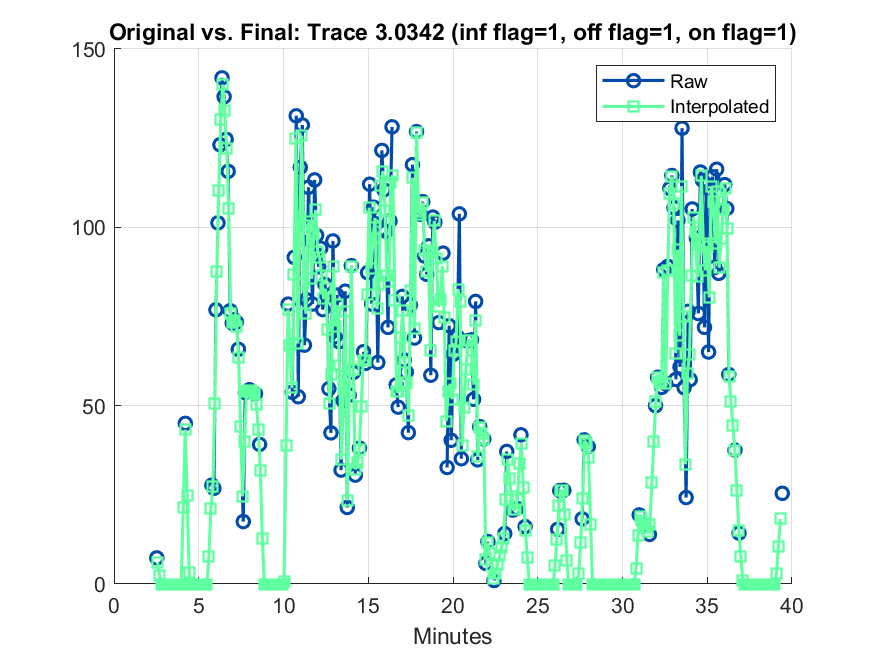 Original vs. Final: Trace 3.0342 (inf flag=1, off flag=1, on flag=1)
150
Raw
Interpolated
100
50
0
0 5 10 15 20 25 30 35 40
Minutes